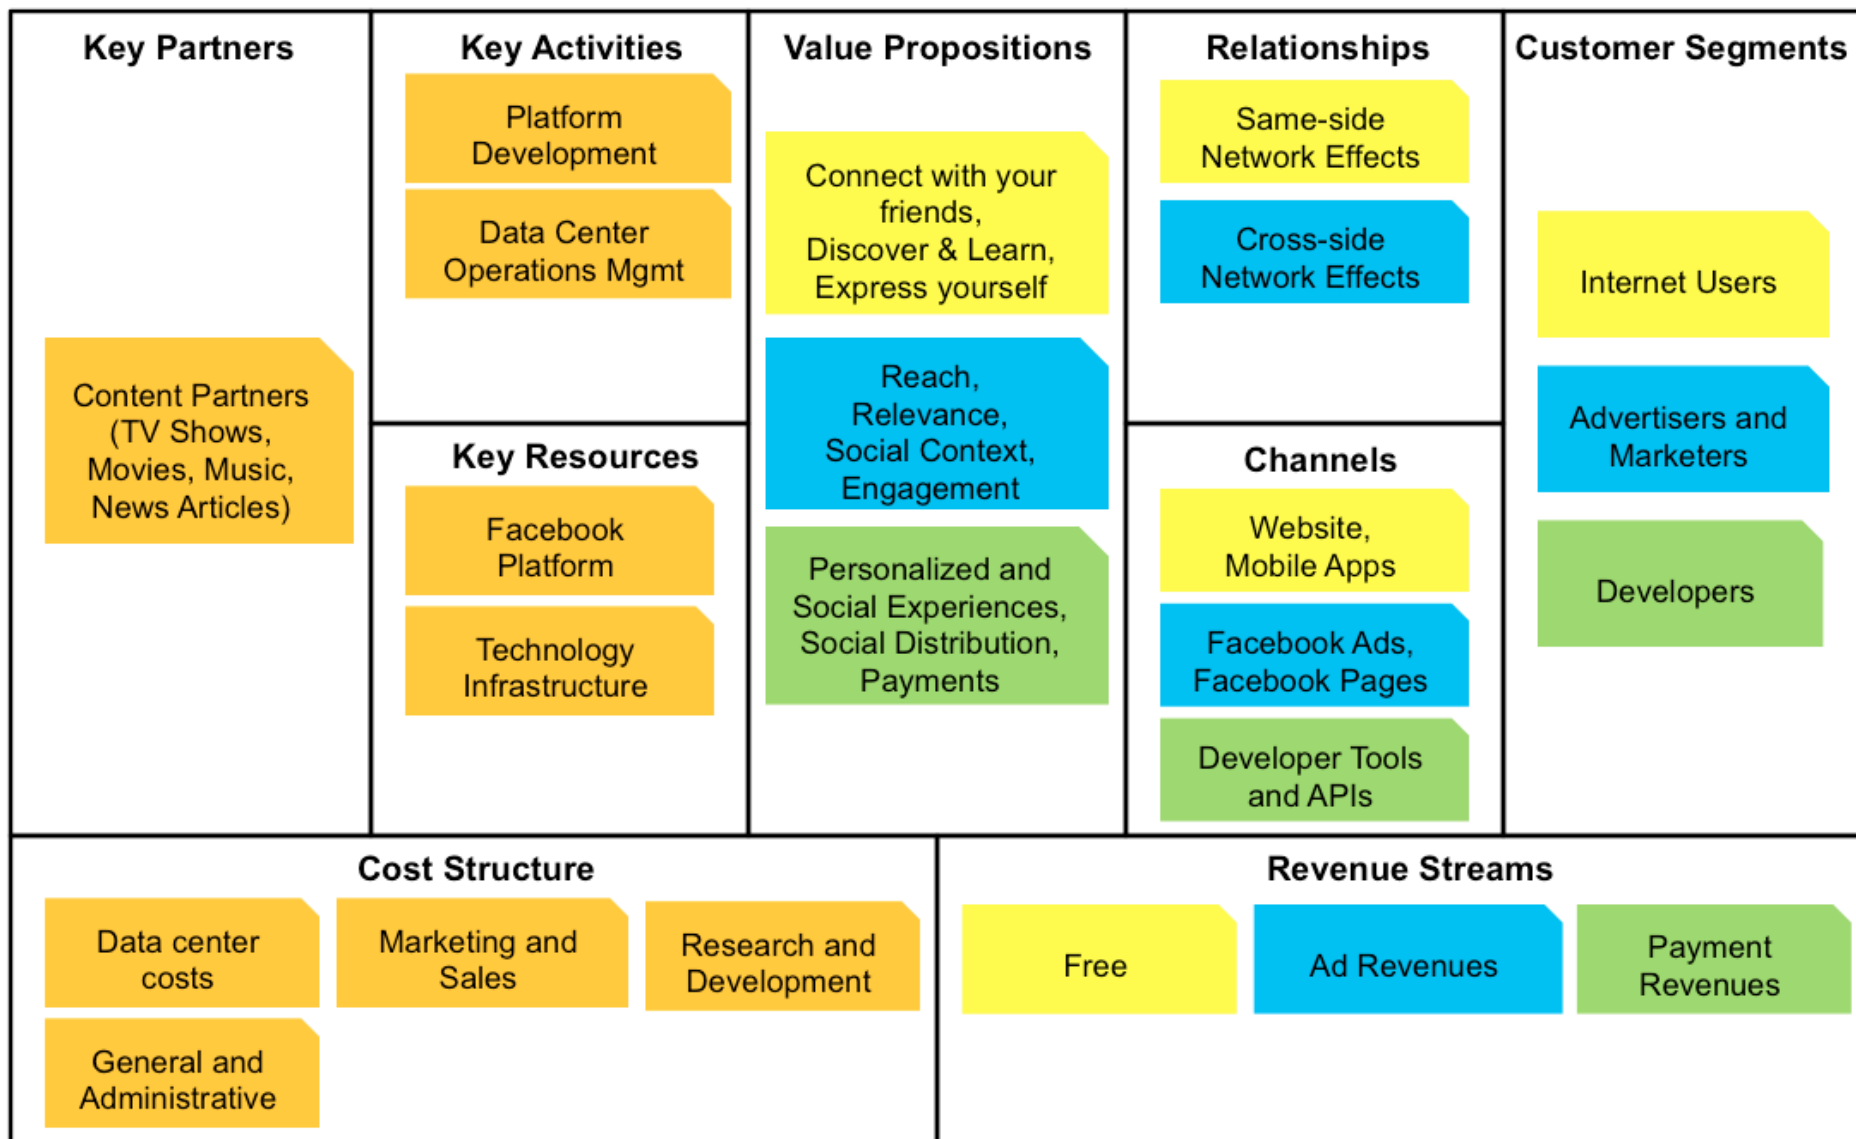 Key Partners
Content Partners
(TV Shows,
Movies, Music,
News Articles)
Key Activities
Platform
Development
Data Center
Operations Mgmt
Key Resources
Facebook
Platform
Technology
Infrastructure
Value Propositions
Connect with your
friends,
Discover & Learn,
Express yourself
Reach,
Relevance,
Social Context,
Engagement
Personalized and
Social Experiences,
Social Distribution,
Payments
Relationships
Same-side
Network Effects
Cross-side
Network Effects
Channels
Website,
Mobile Apps
Facebook Ads,
Facebook Pages
Developer Tools
and APIs
Customer Segments
Internet Users
Advertisers and
Marketers
Developers
Cost Structure
Data center
costs
Marketing and
Sales
Research and
Development
General and
Administrative
Revenue Streams
Free
Ad Revenues
Payment
Revenues